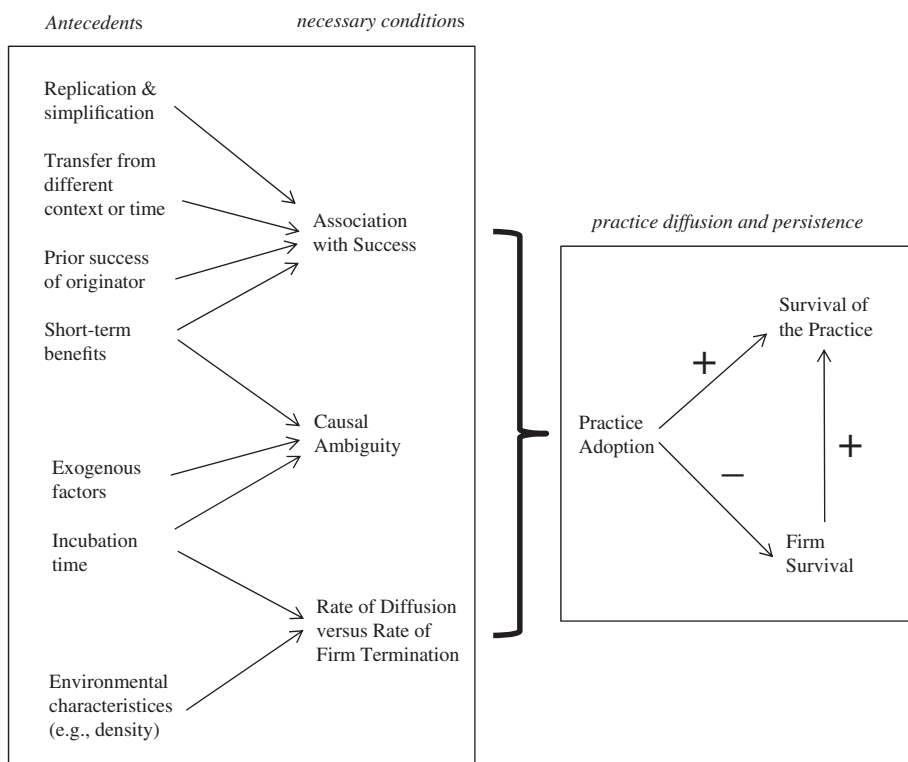 Antecedents
necessary conditions
Replication &
simplification
Transfer from
different
context or time
Prior success
of originator
Short-term
benefits
Exogenous
factors
Incubation
time
Environmental
characteristices
(e.g., density)
Association
with Success
Causal
Ambiguity
Rate of Diffusion
versus Rate of
Firm Termination
practice diffusion and persistence
Survival of
the Practice
+
Practice
Adoption
+
−
Firm
Survival